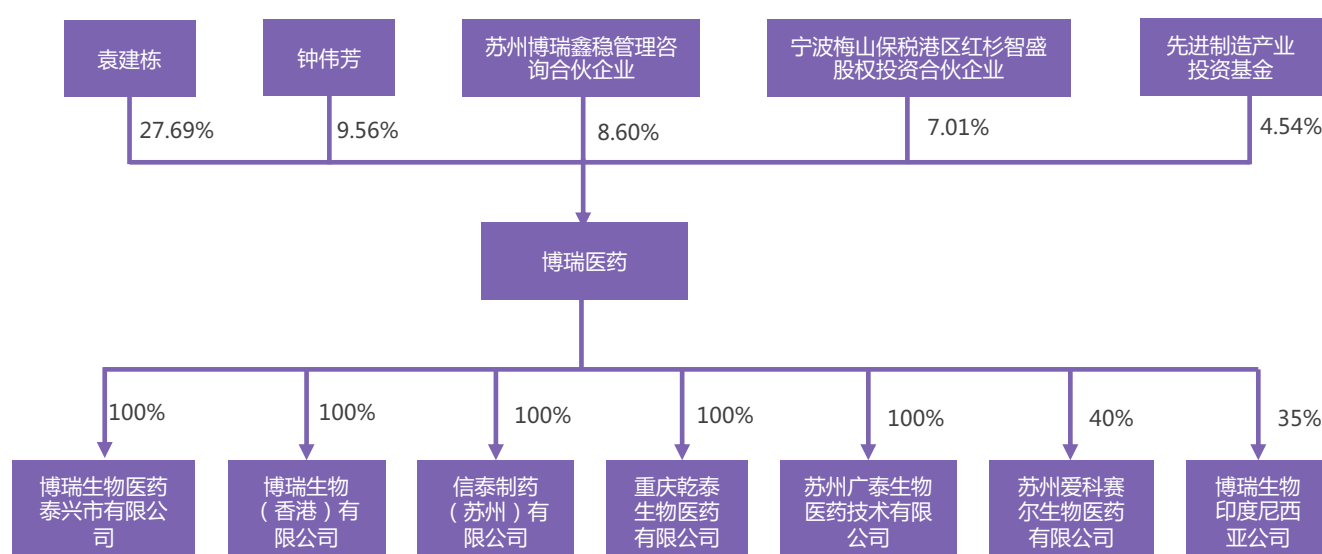 袁建栋
钟伟芳
苏州博瑞鑫稳管理咨
询合伙企业
宁波梅山保税港区红杉智盛
股权投资合伙企业
先进制造产业
投资基金
27.69%
9.56%
8.60%
7.01%
4.54%
博瑞医药
100%
100%
100%
100%
100%
40%
35%
博瑞生物医药
泰兴市有限公
司
博瑞生物
（香港）有
限公司
信泰制药
（苏州）有
限公司
重庆乾泰
生物医药
有限公司
苏州广泰生物
医药技术有限
公司
苏州爱科赛
尔生物医药
有限公司
博瑞生物
印度尼西
亚公司